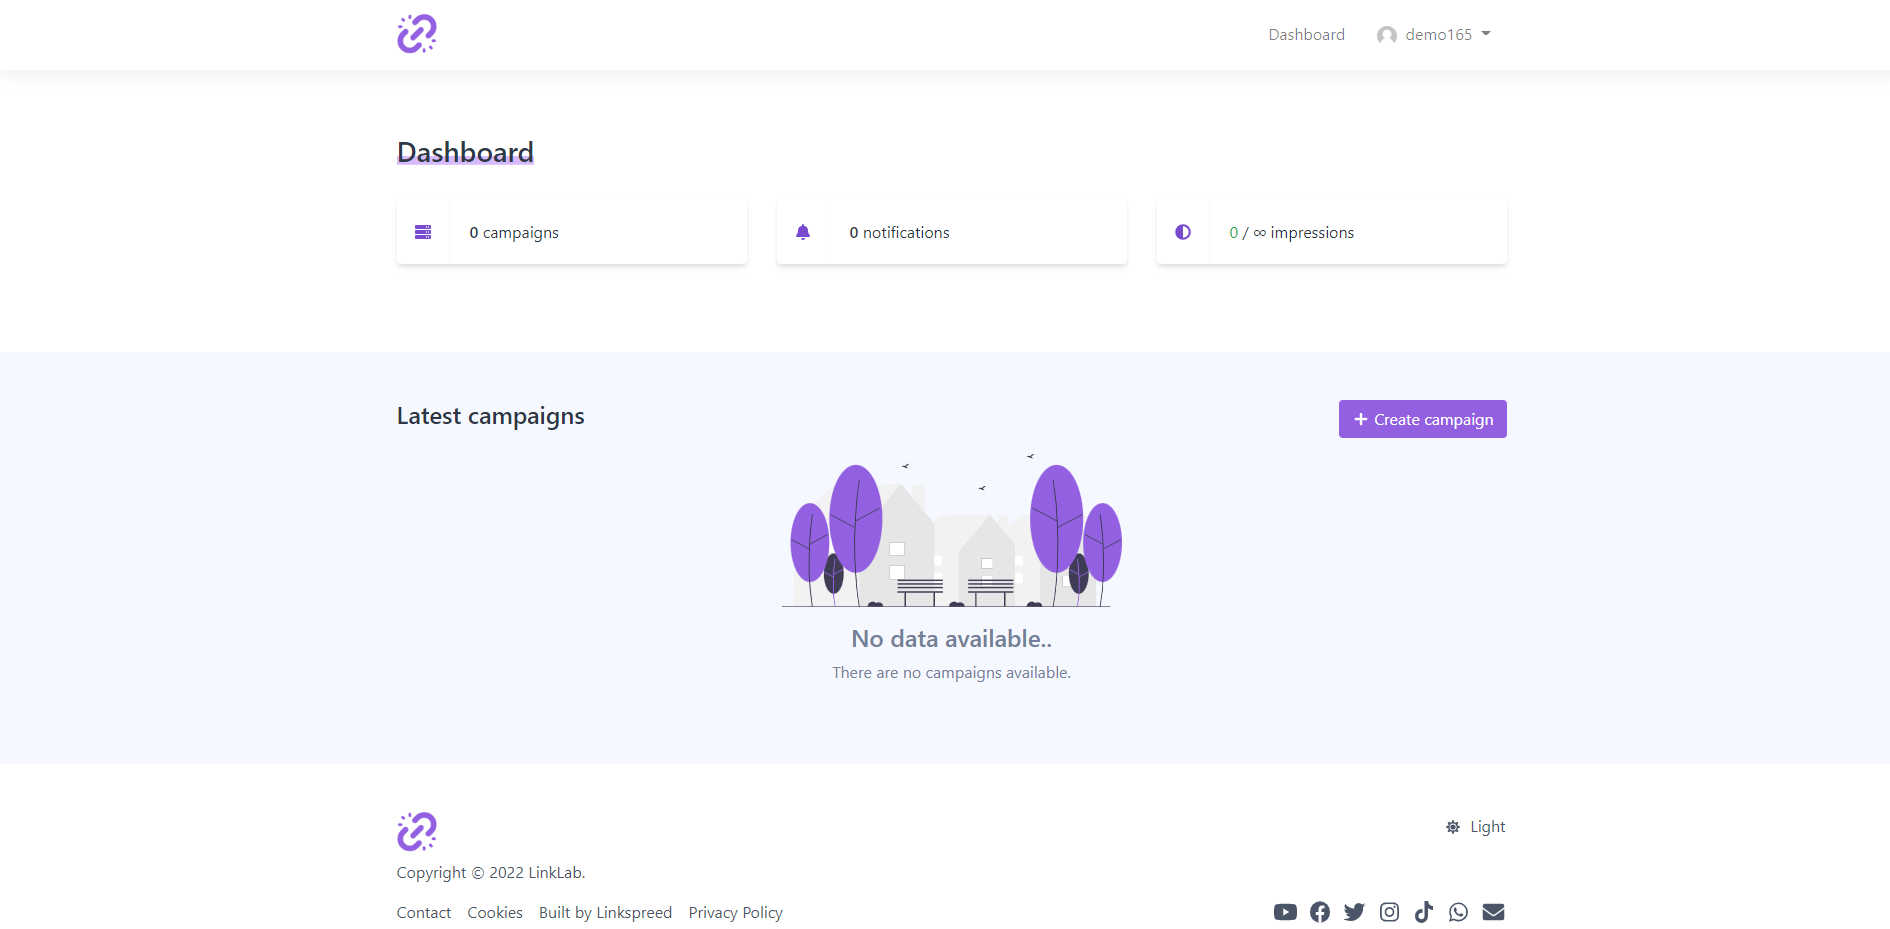 Dashboard
demo165
Dashboard
0 campaigns
0 notifications
0 / ∞ impressions
Latest campaigns
Create campaign
No data available..
There are no campaigns available.
Light
Copyright © 2022 LinkLab.
Contact Cookies Built by Linkspreed Privacy Policy